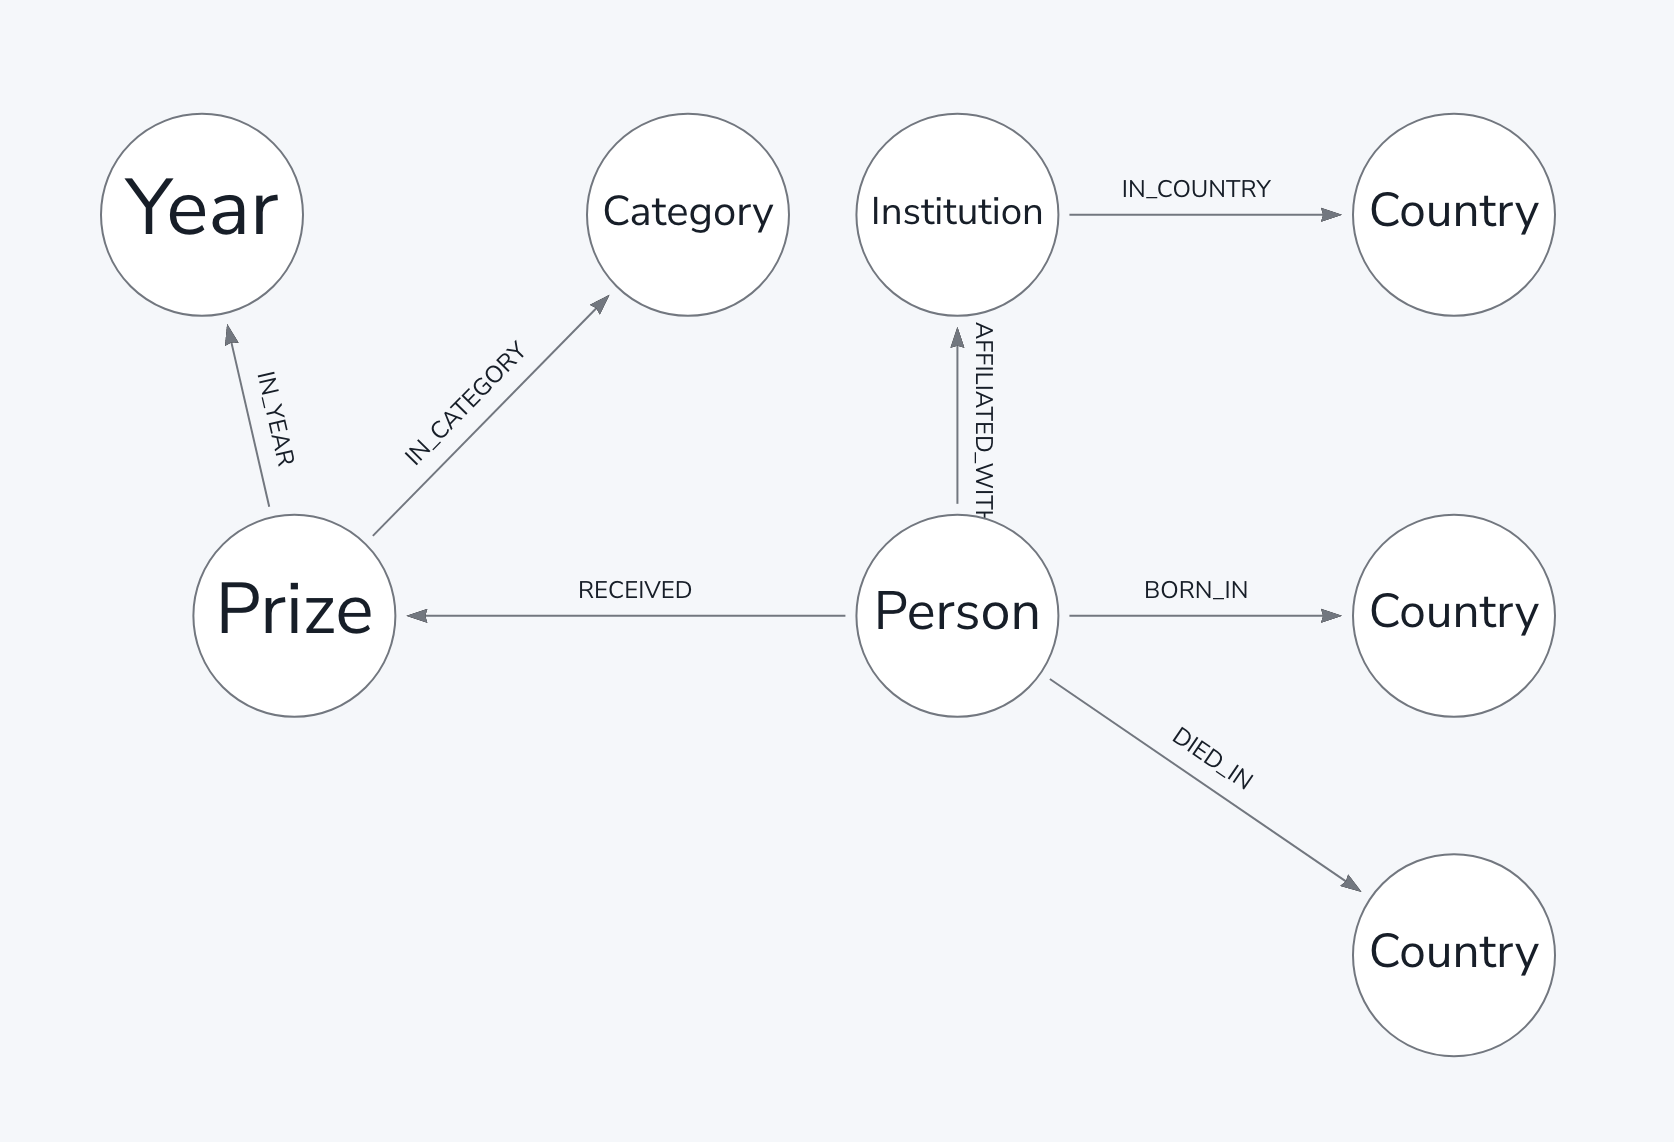 Year
Category
Institution
IN_COUNTRY
Country
IN_YEAR
IN_CATEGORY
AFFILIATED_WITH
Prize
RECEIVED
Person
BORN_IN
Country
DIED_IN
Country